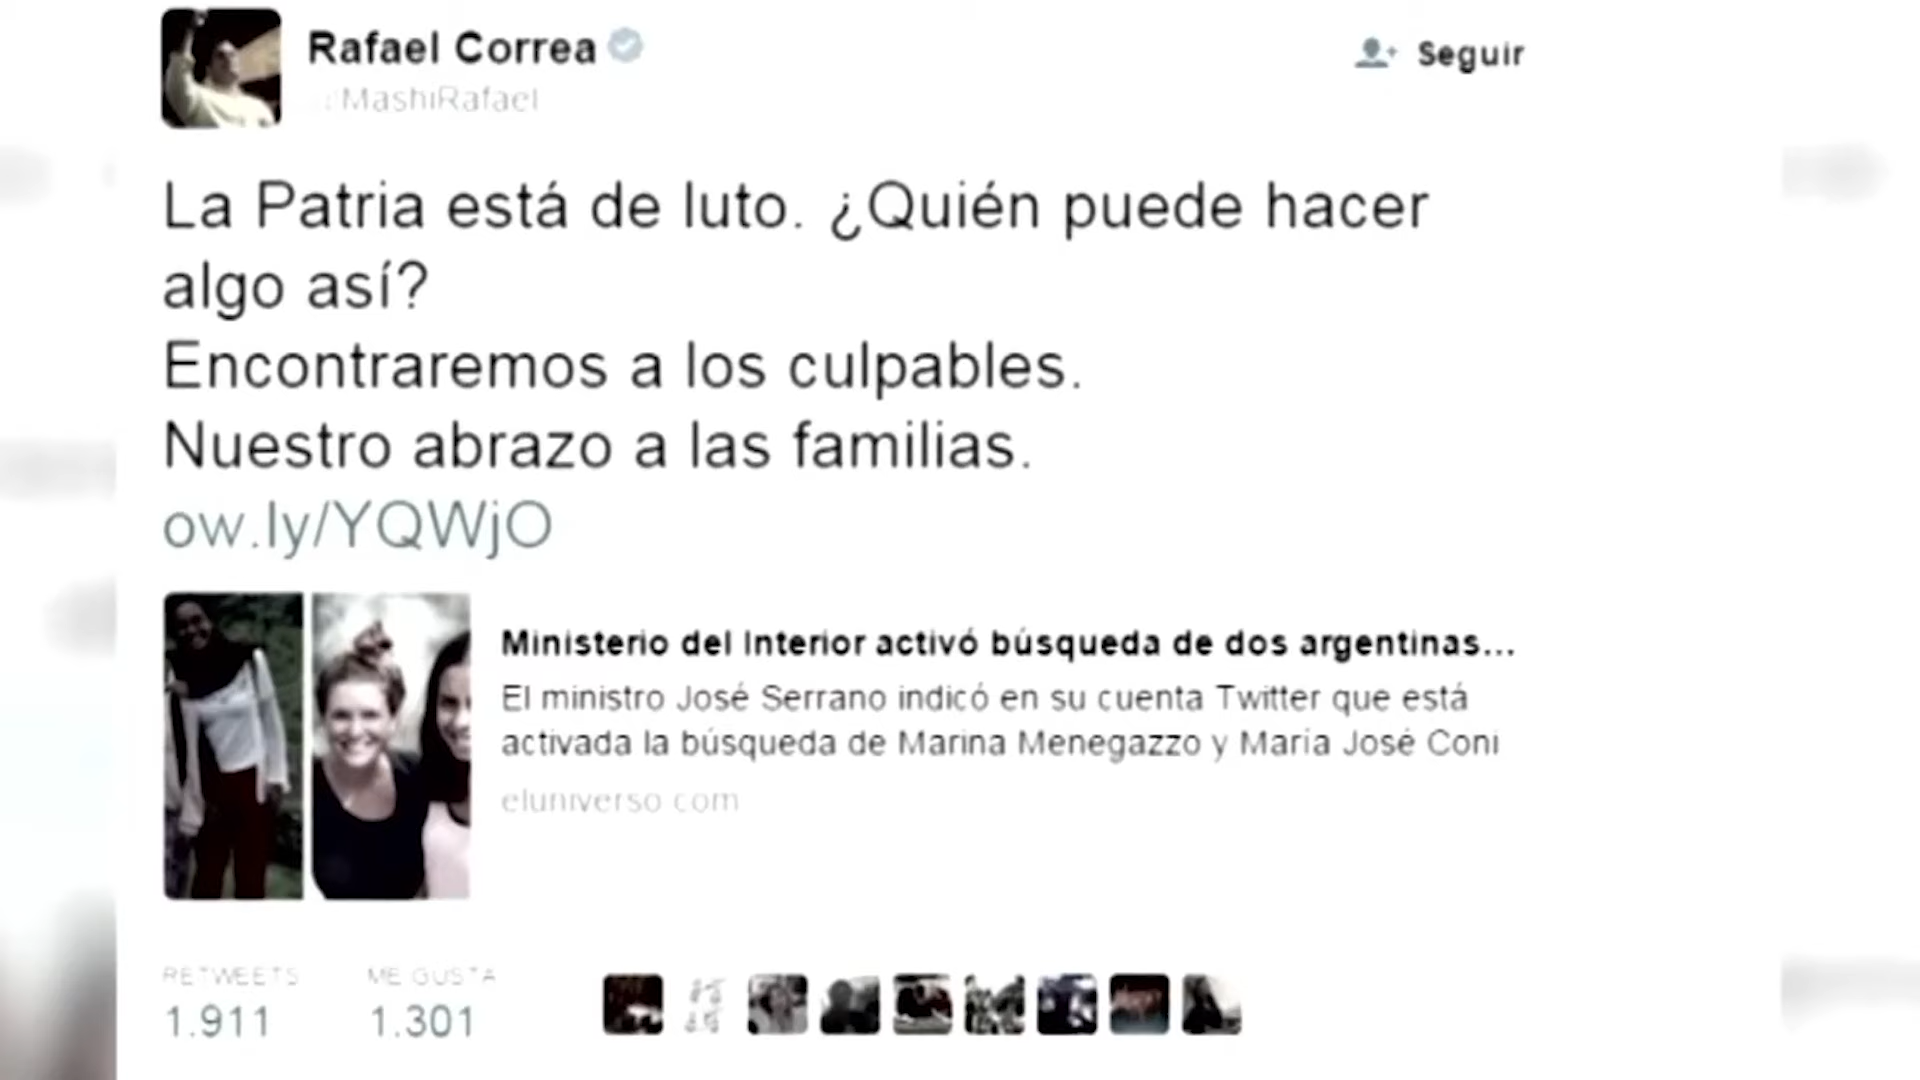 Rafael Correa
MashiRafael
Seguir
La Patria está de luto. ¿Quién puede hacer
algo así?
Encontraremos a los culpables.
Nuestro abrazo a las familias.
ow.ly/YQWjO
Ministerio del Interior activó búsqueda de dos argentinas...
El ministro José Serrano indicó en su cuenta Twitter que está
activada la búsqueda de Marina Menegazzo y María José Coni
eluniverso.com
RETWEETS
1.911
ME GUSTA
1.301